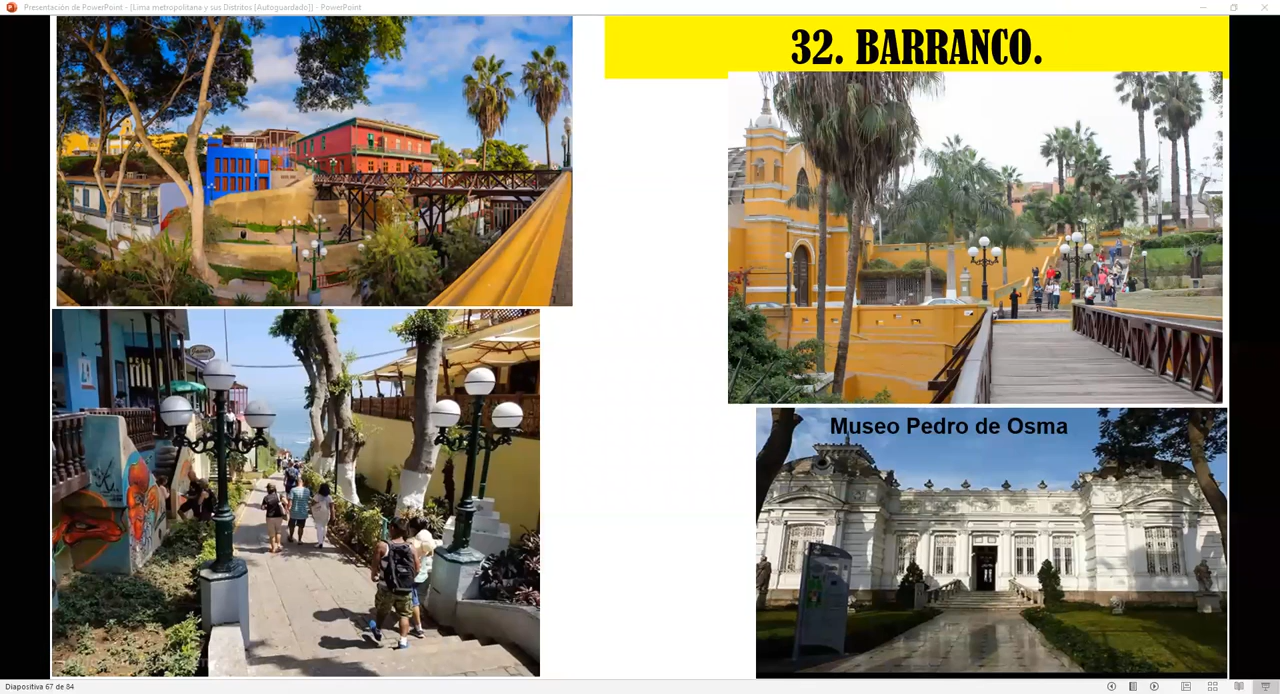 Presentación de PowerPoint - [Lima metropolitana y sus Distritos [Autoguardado]] - PowerPoint
32. BARRANCO.
Museo Pedro de Osma
Diapositiva 67 de 84